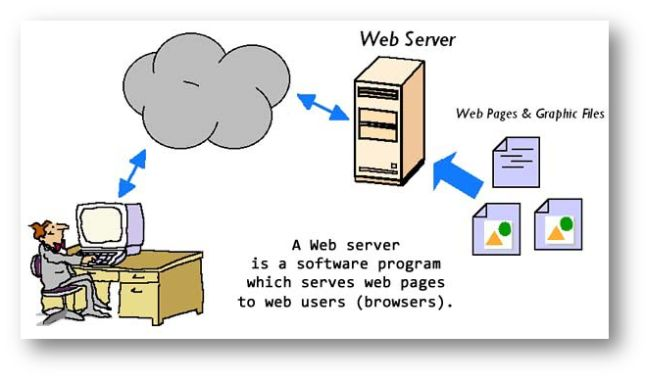 Web Server
Web Pages & Graphic Files
A Web server
is a software program
which serves web pages
to web users (browsers).